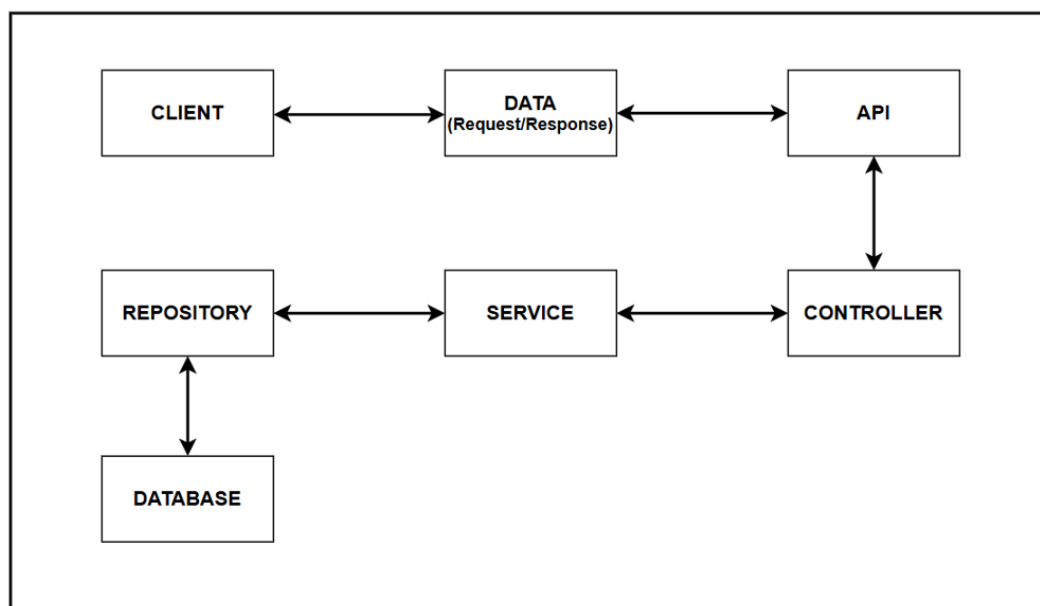 CLIENT
DATA
(Request/Response)
API
REPOSITORY
SERVICE
CONTROLLER
DATABASE